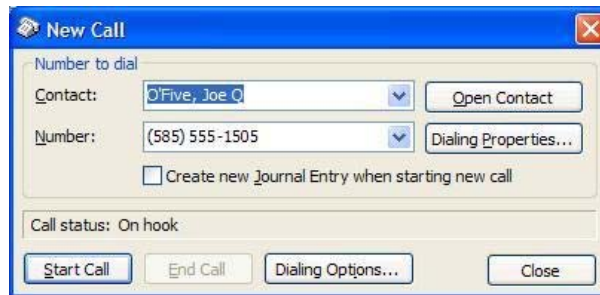 New Call
Number to dial
Contact: O'Five, Joe Q Open Contact
Number: (585) 555-1505 Dialing Properties...
Create new Journal Entry when starting new call
Call status: On hook
Start Call End Call Dialing Options... Close